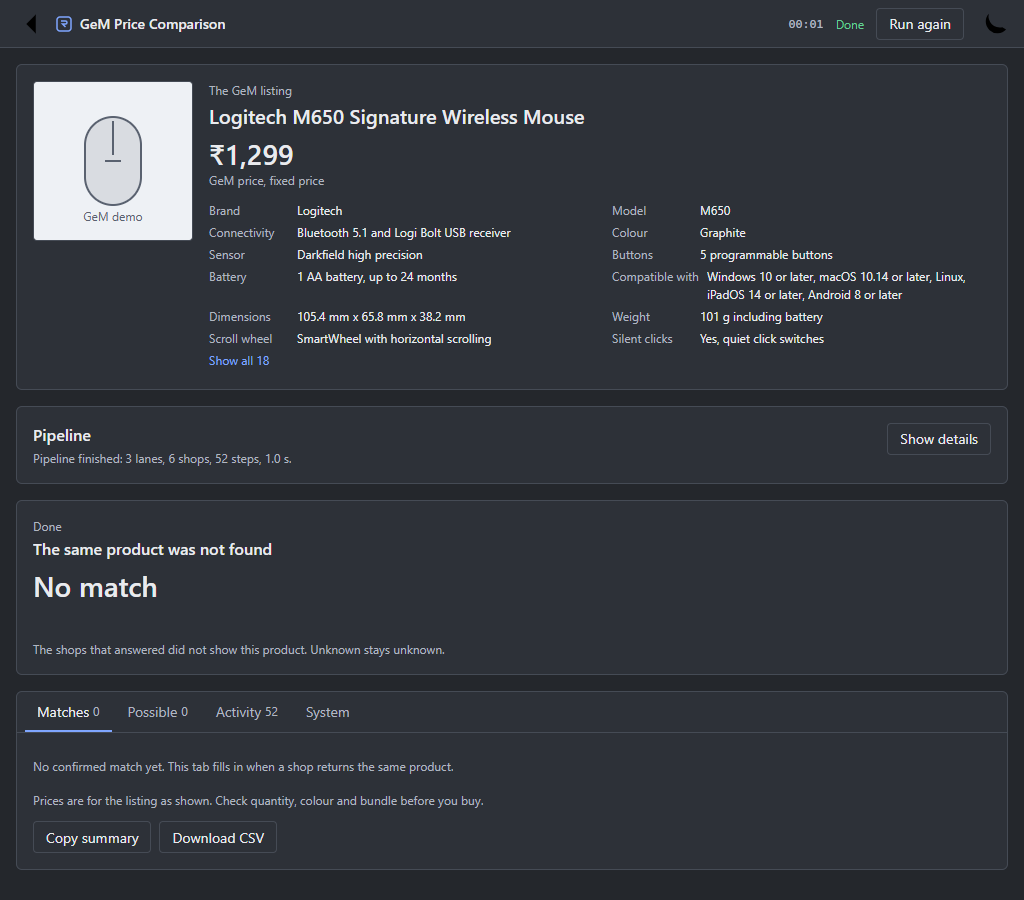 GeM Price Comparison
00:01 Done Run again
The GeM listing
Logitech M650 Signature Wireless Mouse
₹1,299
GeM price, fixed price
GeM demo
Brand Logitech Model M650
Connectivity Bluetooth 5.1 and Logi Bolt USB receiver Colour Graphite
Sensor Darkfield high precision Buttons 5 programmable buttons
Battery 1 AA battery, up to 24 months Compatible with Windows 10 or later, macOS 10.14 or later, Linux,
iPadOS 14 or later, Android 8 or later
Dimensions 105.4 mm x 65.8 mm x 38.2 mm Weight 101 g including battery
Scroll wheel SmartWheel with horizontal scrolling Silent clicks Yes, quiet click switches
Show all 18
Pipeline
Pipeline finished: 3 lanes, 6 shops, 52 steps, 1.0 s.
Show details
Done
The same product was not found
No match
The shops that answered did not show this product. Unknown stays unknown.
Matches 0 Possible 0 Activity 52 System
No confirmed match yet. This tab fills in when a shop returns the same product.
Prices are for the listing as shown. Check quantity, colour and bundle before you buy.
Copy summary Download CSV